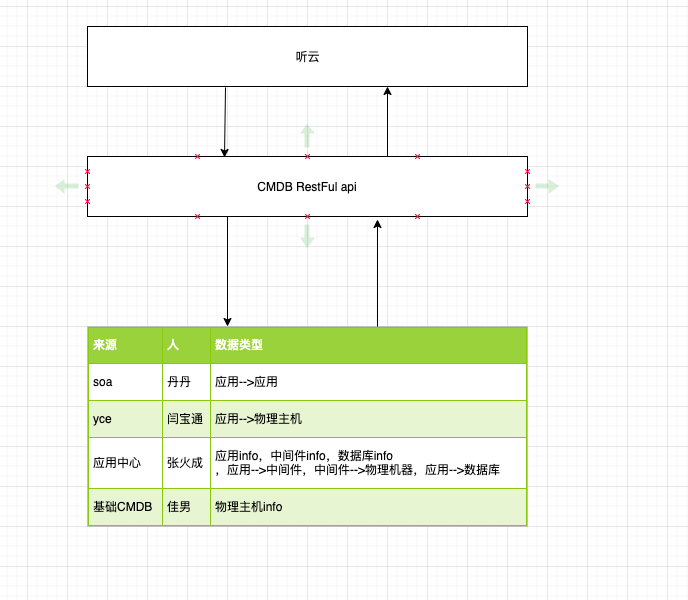 听云
CMDB RestFul api
来源 人 数据类型
soa 丹丹 应用-->应用
yce 闫宝通 应用-->物理主机
应用中心 张火成 应用info，中间件info，数据库info
，应用-->中间件，中间件-->物理机器，应用-->数据库
基础CMDB 佳男 物理主机info